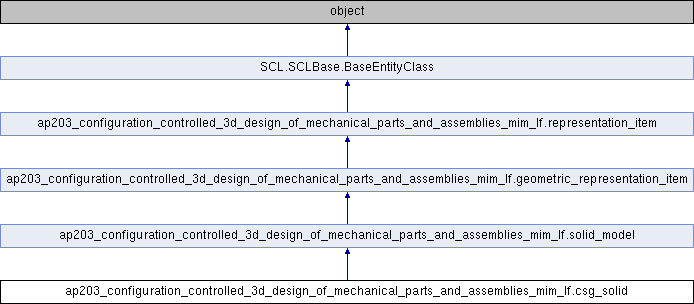 object
SCL.SCLBase.BaseEntityClass
ap203_configuration_controlled_3d_design_of_mechanical_parts_and_assemblies_mim_lf.representation_item
ap203_configuration_controlled_3d_design_of_mechanical_parts_and_assemblies_mim_lf.geometric_representation_item
ap203_configuration_controlled_3d_design_of_mechanical_parts_and_assemblies_mim_lf.solid_model
ap203_configuration_controlled_3d_design_of_mechanical_parts_and_assemblies_mim_lf.csg_solid